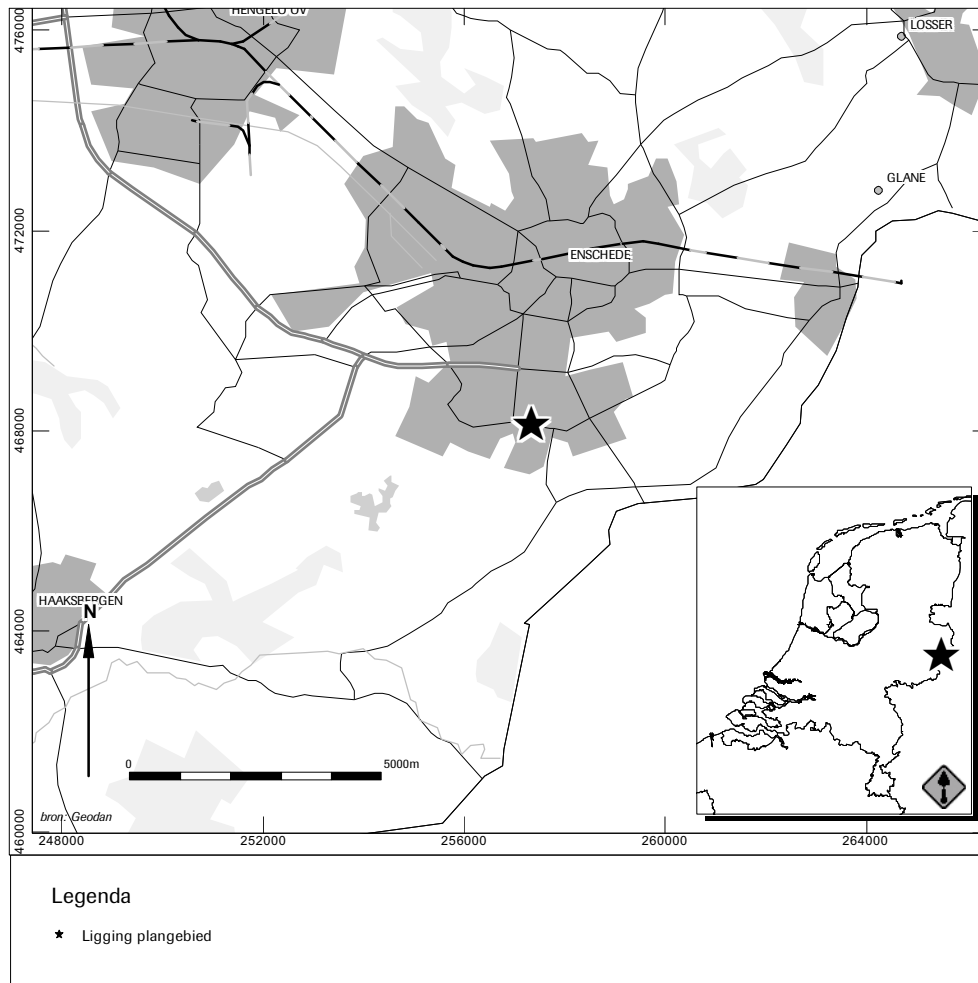 HENGELO OV
LOSSER
GLANE
ENSCHEDE
HAAKSBERGEN
N
0 5000m
bron: Geodan
476000
472000
468000
464000
460000
248000 252000 256000 260000 264000
Legenda
Ligging plangebied